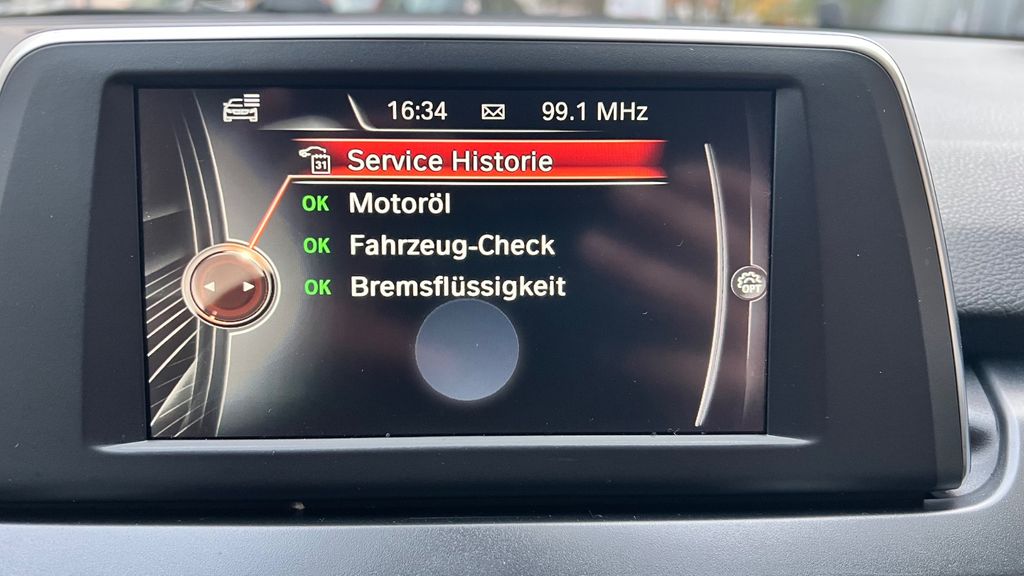 16:34 99.1 MHz
31 Service Historie
OK Motoröl
OK Fahrzeug-Check
OK Bremsflüssigkeit
OPT